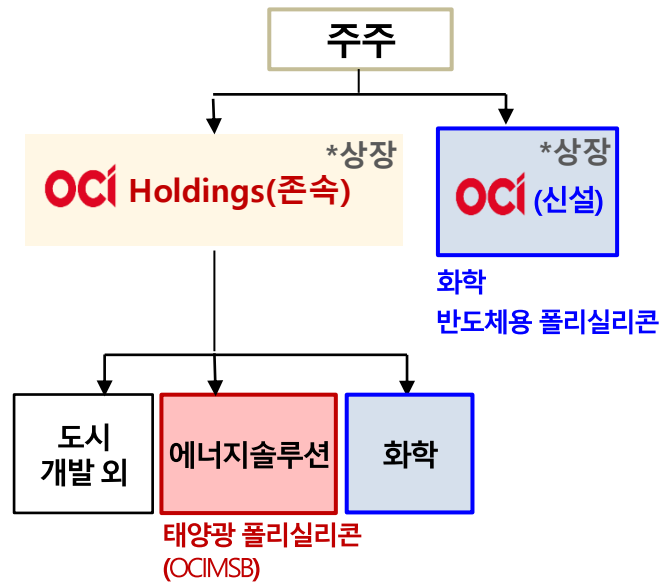 주주
*상장
OCI Holdings(존속)
*상장
OCI (신설)
화학
반도체용 폴리실리콘
도시
개발 외
에너지솔루션
화학
태양광 폴리실리콘
(OCIMSB)